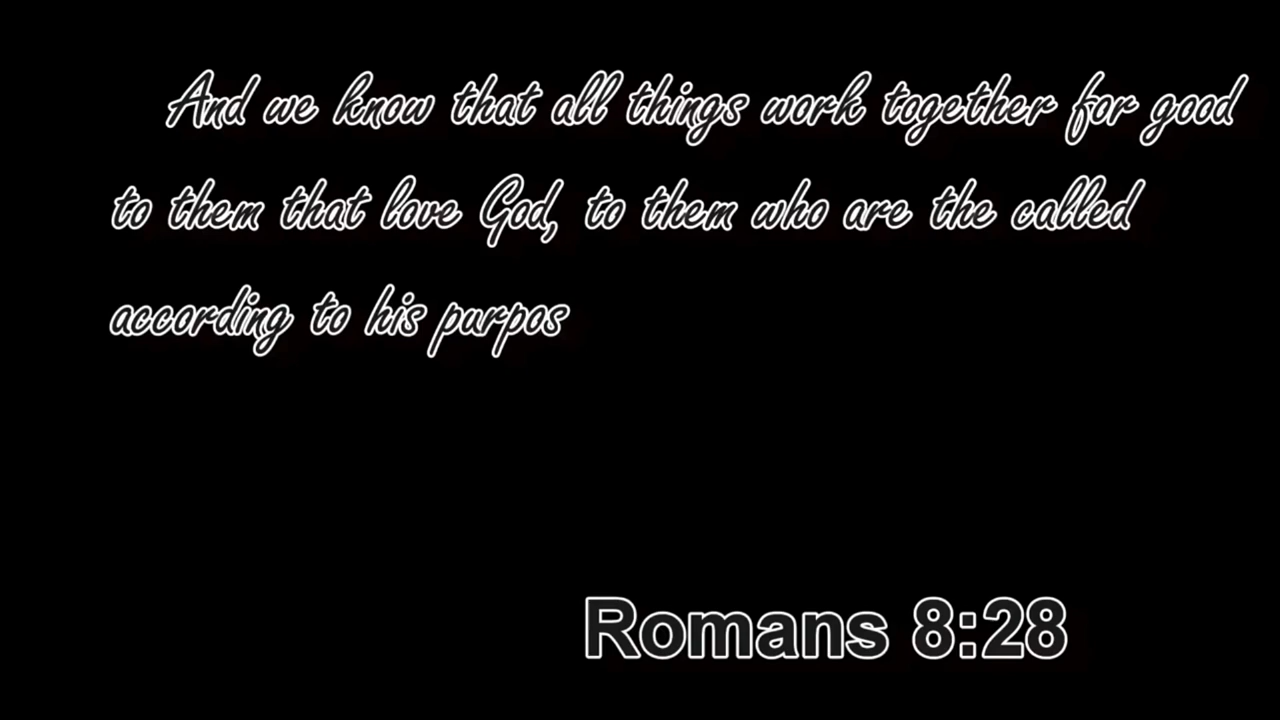 And we know that all things work together for good
to them that love God, to them who are the called
according to his purpos
Romans 8:28